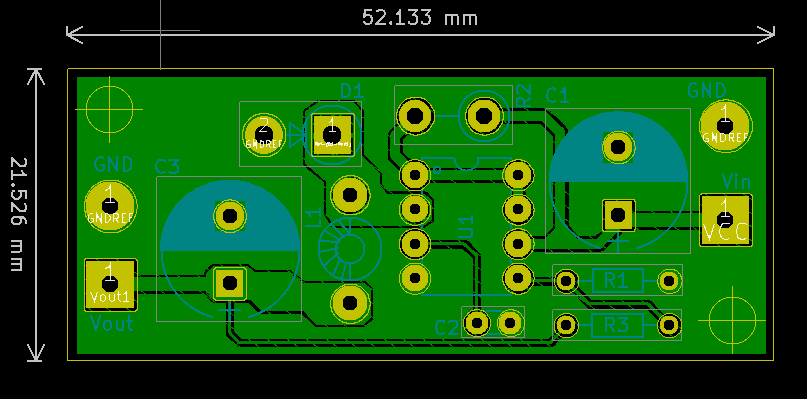 52.133 mm
21.526 mm
D1
R2
C1
GND
2
GNDREF
1
1
GNDREF
GND
C3
1
GNDREF
Vin
1
VCC
L1
U1
1
Vout1
Vout
R1
C2
R3